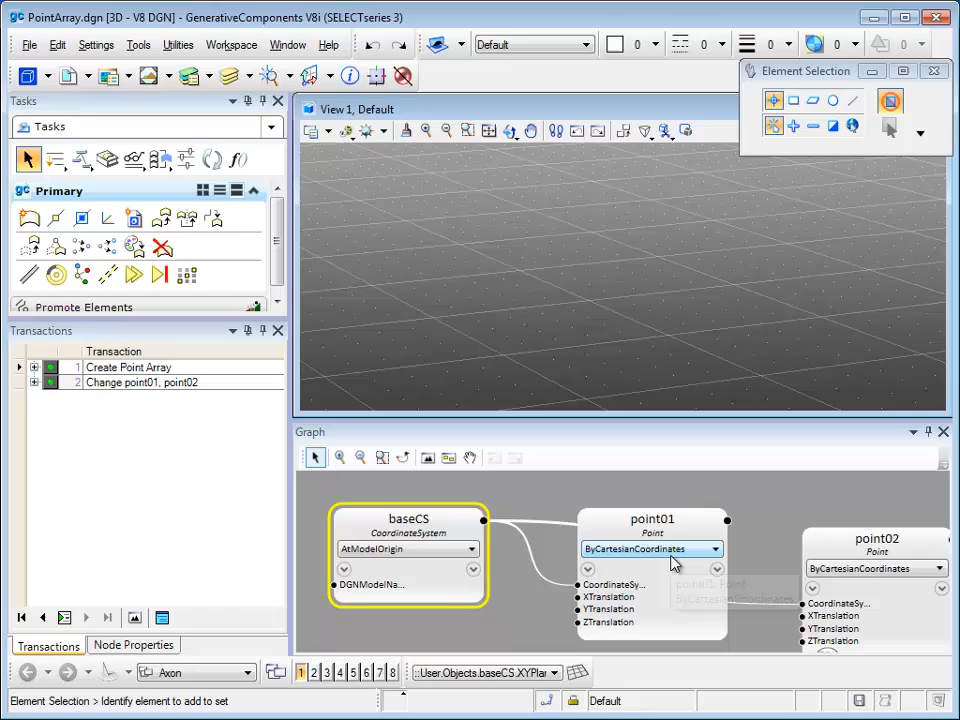 PointArray.dgn [3D - V8 DGN] - GenerativeComponents V8i (SELECTseries 3)
File Edit Settings Tools Utilities Workspace Window Help
Default 0 0 0 0 0
Element Selection
Tasks
Tasks
f()
gc Primary
Promote Elements
View 1, Default
Transactions
Transaction
1 Create Point Array
2 Change point01, point02
Graph
baseCS
CoordinateSystem
AtModelOrigin
DGNModelNa...
point01
Point
ByCartesianCoordinates
CoordinateSy...
XTranslation
YTranslation
ZTranslation
point01: Point
ByCartesianCoordinates
point02
Point
ByCartesianCoordinates
CoordinateSy...
XTranslation
YTranslation
ZTranslation
Transactions Node Properties
Axon 1 2 3 4 5 6 7 8 ::User.Objects.baseCS.XYPlar
Element Selection > Identify element to add to set Default